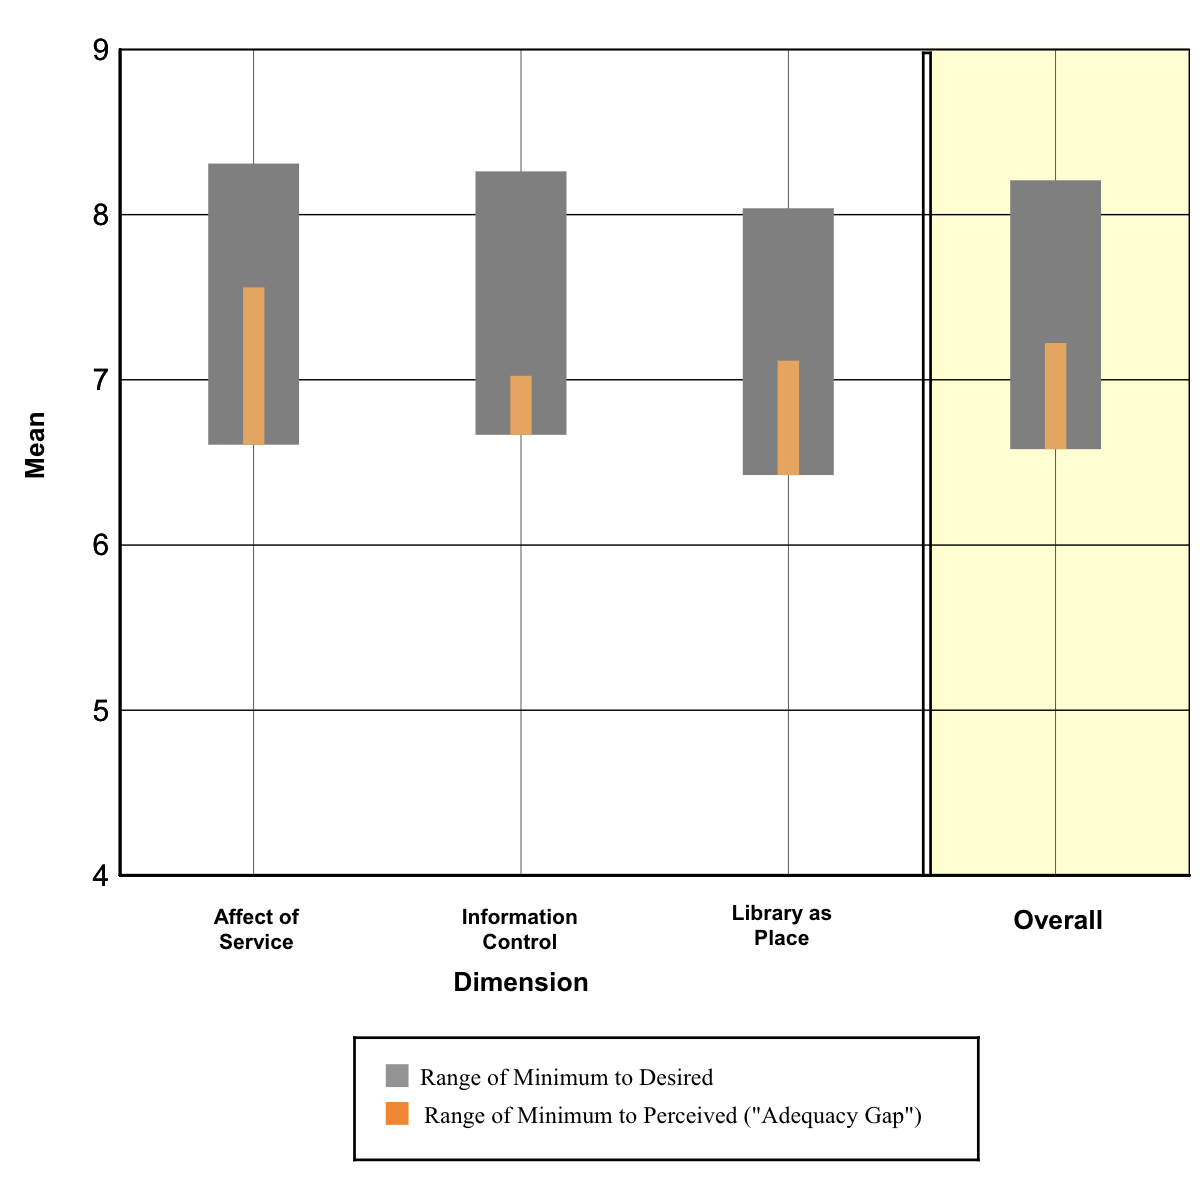 9
8
7
6
5
4
Mean
Affect of
Service
Information
Control
Library as
Place
Overall
Dimension
Range of Minimum to Desired
Range of Minimum to Perceived ("Adequacy Gap")